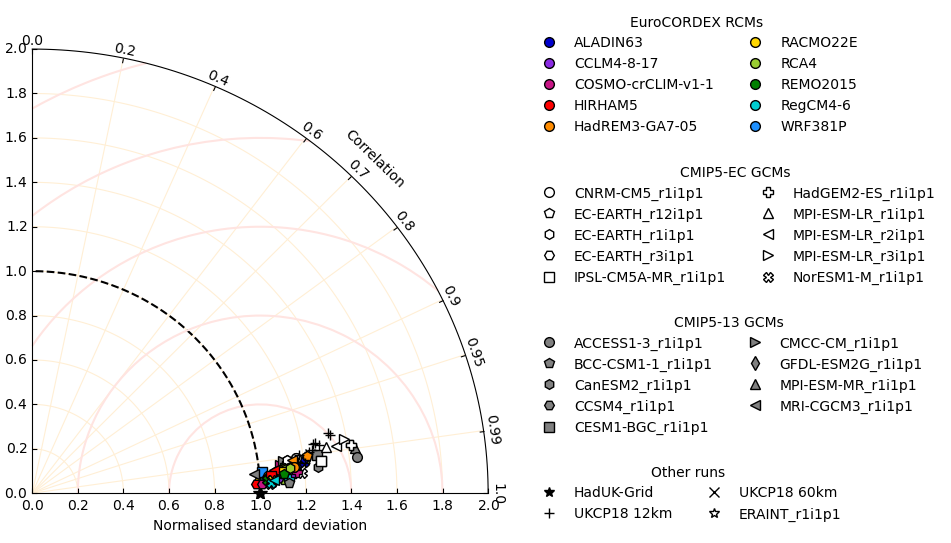 0.0
0.2
0.4
0.6
Correlation
0.7
0.8
0.9
0.95
0.99
1.0
2.0
1.8
1.6
1.4
1.2
1.0
0.8
0.6
0.4
0.2
0.0
0.0 0.2 0.4 0.6 0.8 1.0 1.2 1.4 1.6 1.8 2.0
Normalised standard deviation
EuroCORDEX RCMs
ALADIN63 RACMO22E
CCLM4-8-17 RCA4
COSMO-crCLIM-v1-1 REMO2015
HIRHAM5 RegCM4-6
HadREM3-GA7-05 WRF381P
CMIP5-EC GCMs
CNRM-CM5_r1i1p1 HadGEM2-ES_r1i1p1
EC-EARTH_r12i1p1 MPI-ESM-LR_r1i1p1
EC-EARTH_r1i1p1 MPI-ESM-LR_r2i1p1
EC-EARTH_r3i1p1 MPI-ESM-LR_r3i1p1
IPSL-CM5A-MR_r1i1p1 NorESM1-M_r1i1p1
CMIP5-13 GCMs
ACCESS1-3_r1i1p1 CMCC-CM_r1i1p1
BCC-CSM1-1_r1i1p1 GFDL-ESM2G_r1i1p1
CanESM2_r1i1p1 MPI-ESM-MR_r1i1p1
CCSM4_r1i1p1 MRI-CGCM3_r1i1p1
CESM1-BGC_r1i1p1
Other runs
HadUK-Grid UKCP18 60km
UKCP18 12km ERAINT_r1i1p1